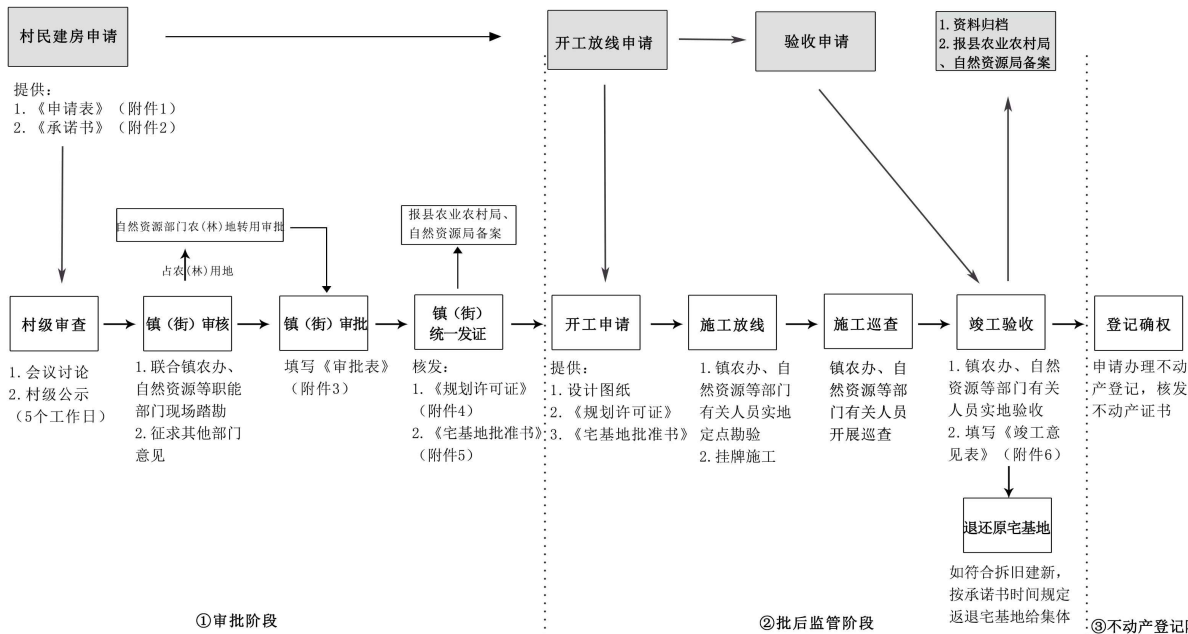 村民建房申请
开工放线申请
验收申请
1. 资料归档
2. 报县农业农村局
、自然资源局备案
提供：
1. 《申请表》（附件1）
2. 《承诺书》（附件2）
自然资源部门农(林)地转用审批
占农(林)用地
报县农业农村局、
自然资源局备案
村级审查
镇（街）审核
镇（街）审批
镇（街）
统一发证
开工申请
施工放线
施工巡查
竣工验收
登记确权
1. 会议讨论
2. 村级公示
（5个工作日）
1. 联合镇农办、
自然资源等职能
部门现场踏勘
2. 征求其他部门
意见
填写《审批表》
（附件3）
核发：
1. 《规划许可证》
（附件4）
2. 《宅基地批准书》
（附件5）
提供：
1. 设计图纸
2. 《规划许可证》
3. 《宅基地批准书》
1. 镇农办、自
然资源等部门
有关人员实地
定点勘验
2. 挂牌施工
镇农办、自
然资源等部
门有关人员
开展巡查
1. 镇农办、自然
资源等部门有关
人员实地验收
2. 填写《竣工意
见表》（附件6）
申请办理不动
产登记，核发
不动产证书
退还原宅基地
如符合拆旧建新，
按承诺书时间规定
返退宅基地给集体
①审批阶段
②批后监管阶段
③不动产登记